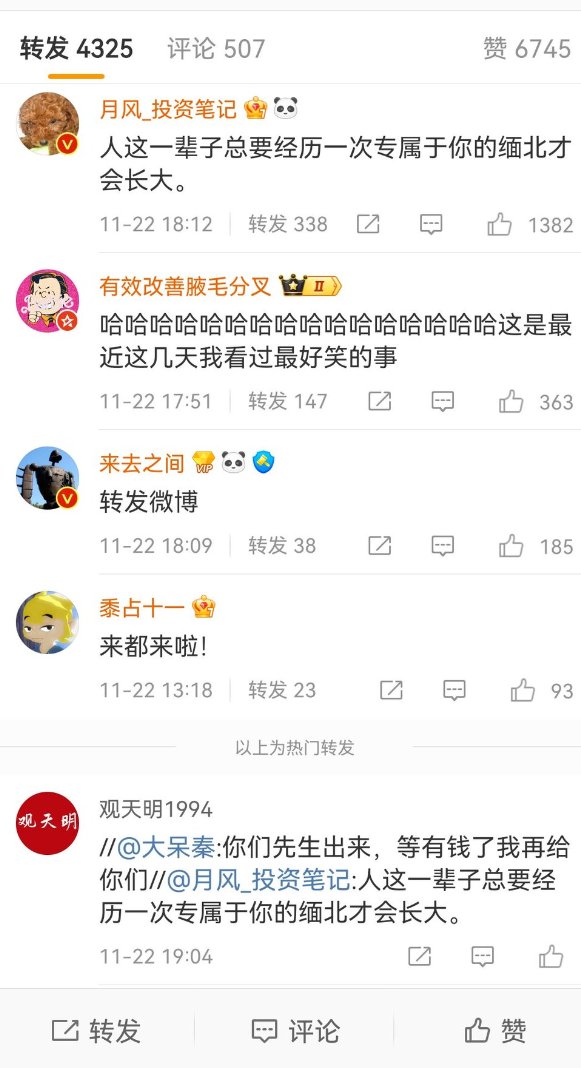 转发 4325 评论 507 赞 6745
月风_投资笔记
人这一辈子总要经历一次专属于你的缅北才
会长大。
11-22 18:12 转发 338 1382
有效改善腋毛分叉 II
哈哈哈哈哈哈哈哈哈哈哈哈哈哈哈哈这是最
近这几天我看过最好笑的事
11-22 17:51 转发 147 363
来去之间 VIP
转发微博
11-22 18:09 转发 38 185
黍占十一
来都来啦！
11-22 13:18 转发 23 93
以上为热门转发
观天明
观天明1994
//@大呆秦:你们先生出来，等有钱了我再给
你们//@月风_投资笔记:人这一辈子总要经
历一次专属于你的缅北才会长大。
11-22 19:04
转发 评论 赞